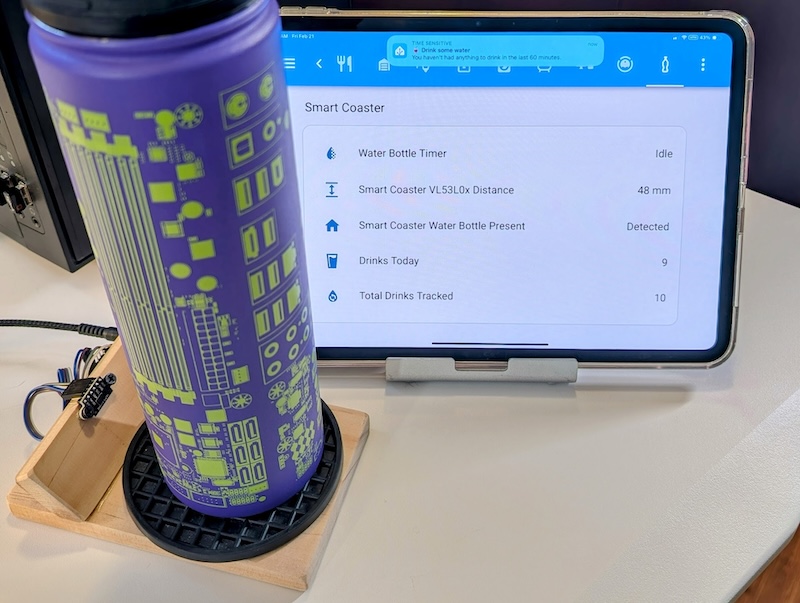 AM Fri Feb 21
43%
TIME SENSITIVE
now
Drink some water
You haven't had anything to drink in the last 60 minutes.
Smart Coaster
Water Bottle Timer Idle
Smart Coaster VL53L0x Distance 48 mm
Smart Coaster Water Bottle Present Detected
Drinks Today 9
Total Drinks Tracked 10